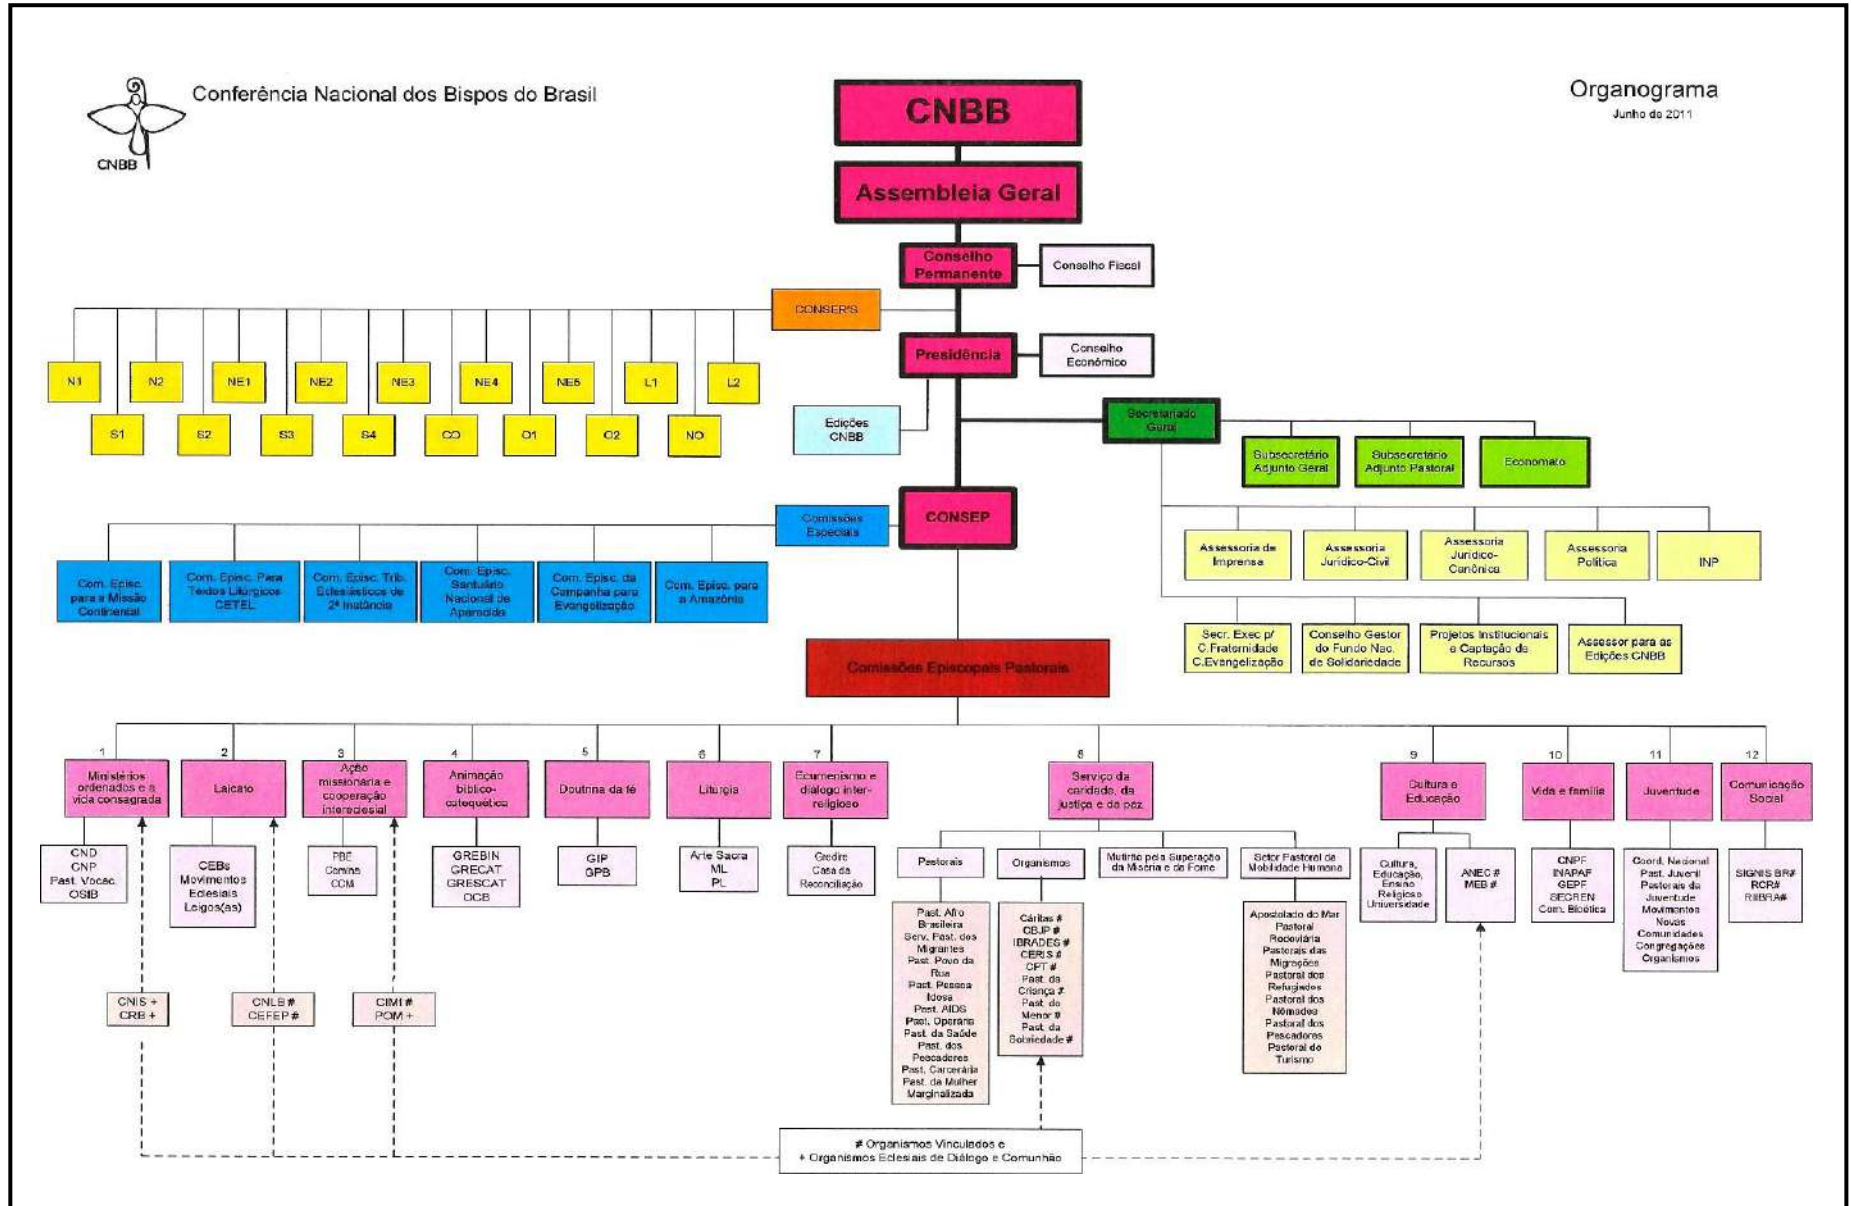 Conferência Nacional dos Bispos do Brasil
CNBB
Organograma
Junho de 2011
CNBB
Assembleia Geral
Conselho
Permanente
Conselho Fiscal
CONSER'S
Presidência
Conselho
Econômico
N1
N2
NE1
NE2
NE3
NE4
NE5
L1
L2
S1
S2
S3
S4
CO
O1
O2
NO
Edições
CNBB
Secretariado
Geral
Subsecretário
Adjunto Geral
Subsecretário
Adjunto Pastoral
Economato
CONSEP
Comissões
Especiais
Com. Episc.
para a Missão
Continental
Com. Episc. Para
Textos Litúrgicos
CETEL
Com. Episc. Trib.
Eclesiásticos de
2ª Instância
Com. Episc.
Santuário
Nacional de
Aparecida
Com. Episc. da
Campanha para
Evangelização
Com. Episc. para
a Amazônia
Assessoria de
Imprensa
Assessoria
Jurídico-Civil
Assessoria
Jurídico-
Canônica
Assessoria
Política
INP
Secr. Exec p/
C.Fraternidade
C.Evangelização
Conselho Gestor
do Fundo Nac.
de Solidariedade
Projetos Institucionais
e Captação de
Recursos
Assessor para as
Edições CNBB
Comissões Episcopais Pastorais
1
Ministérios
ordenados e a
vida consagrada
2
Laicato
3
Ação
missionária e
cooperação
intereclesial
4
Animação
bíblico-
catequética
5
Doutrina da fé
6
Liturgia
7
Ecumenismo e
diálogo inter-
religioso
8
Serviço da
caridade, da
justiça e da paz
9
Cultura e
Educação
10
Vida e família
11
Juventude
12
Comunicação
Social
CND
CNP
Past. Vocac.
OSIB
CEBs
Movimentos
Eclesiais
Leigos(as)
PBE
Comina
CCM
GREBIN
GRECAT
GRESCAT
OCB
GIP
GPB
Arte Sacra
ML
PL
Gredire
Casa da
Reconciliação
Pastorais
Organismos
Mutirão pela Superação
da Miséria e da Fome
Setor Pastoral da
Mobilidade Humana
Cultura,
Educação,
Ensino
Religioso
Universidade
ANEC #
MEB #
CNPF
INAPAF
GEPF
SECREN
Com. Bioética
Coord. Nacional
Past. Juvenil
Pastorais da
Juventude
Movimentos
Novas
Comunidades
Congregações
Organismos
SIGNIS BR#
RCR#
RIIBRA#
Past. Afro
Brasileira
Serv. Past. dos
Migrantes
Past. Povo da
Rua
Past. Pessoa
Idosa
Past. AIDS
Past. Operária
Past. da Saúde
Past. dos
Pescadores
Past. Carcerária
Past. da Mulher
Marginalizada
Cáritas #
CBJP #
IBRADES #
CERIS #
CPT #
Past. da
Criança #
Past. do
Menor #
Past. da
Sobriedade #
Apostolado do Mar
Pastoral
Rodoviária
Pastorais das
Migrações
Pastoral dos
Refugiados
Pastoral dos
Nômades
Pastoral dos
Pescadores
Pastoral do
Turismo
CNIS +
CRB +
CNLB #
CEFEP #
CIMI #
POM +
# Organismos Vinculados e
+ Organismos Eclesiais de Diálogo e Comunhão